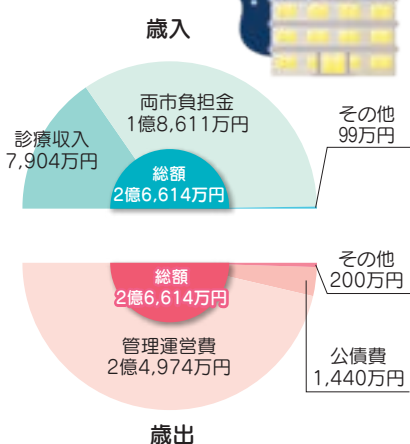 歳入
両市負担金
1億8,611万円
診療収入
7,904万円
その他
99万円
総額
2億6,614万円
総額
2億6,614万円
その他
200万円
管理運営費
2億4,974万円
公債費
1,440万円
歳出